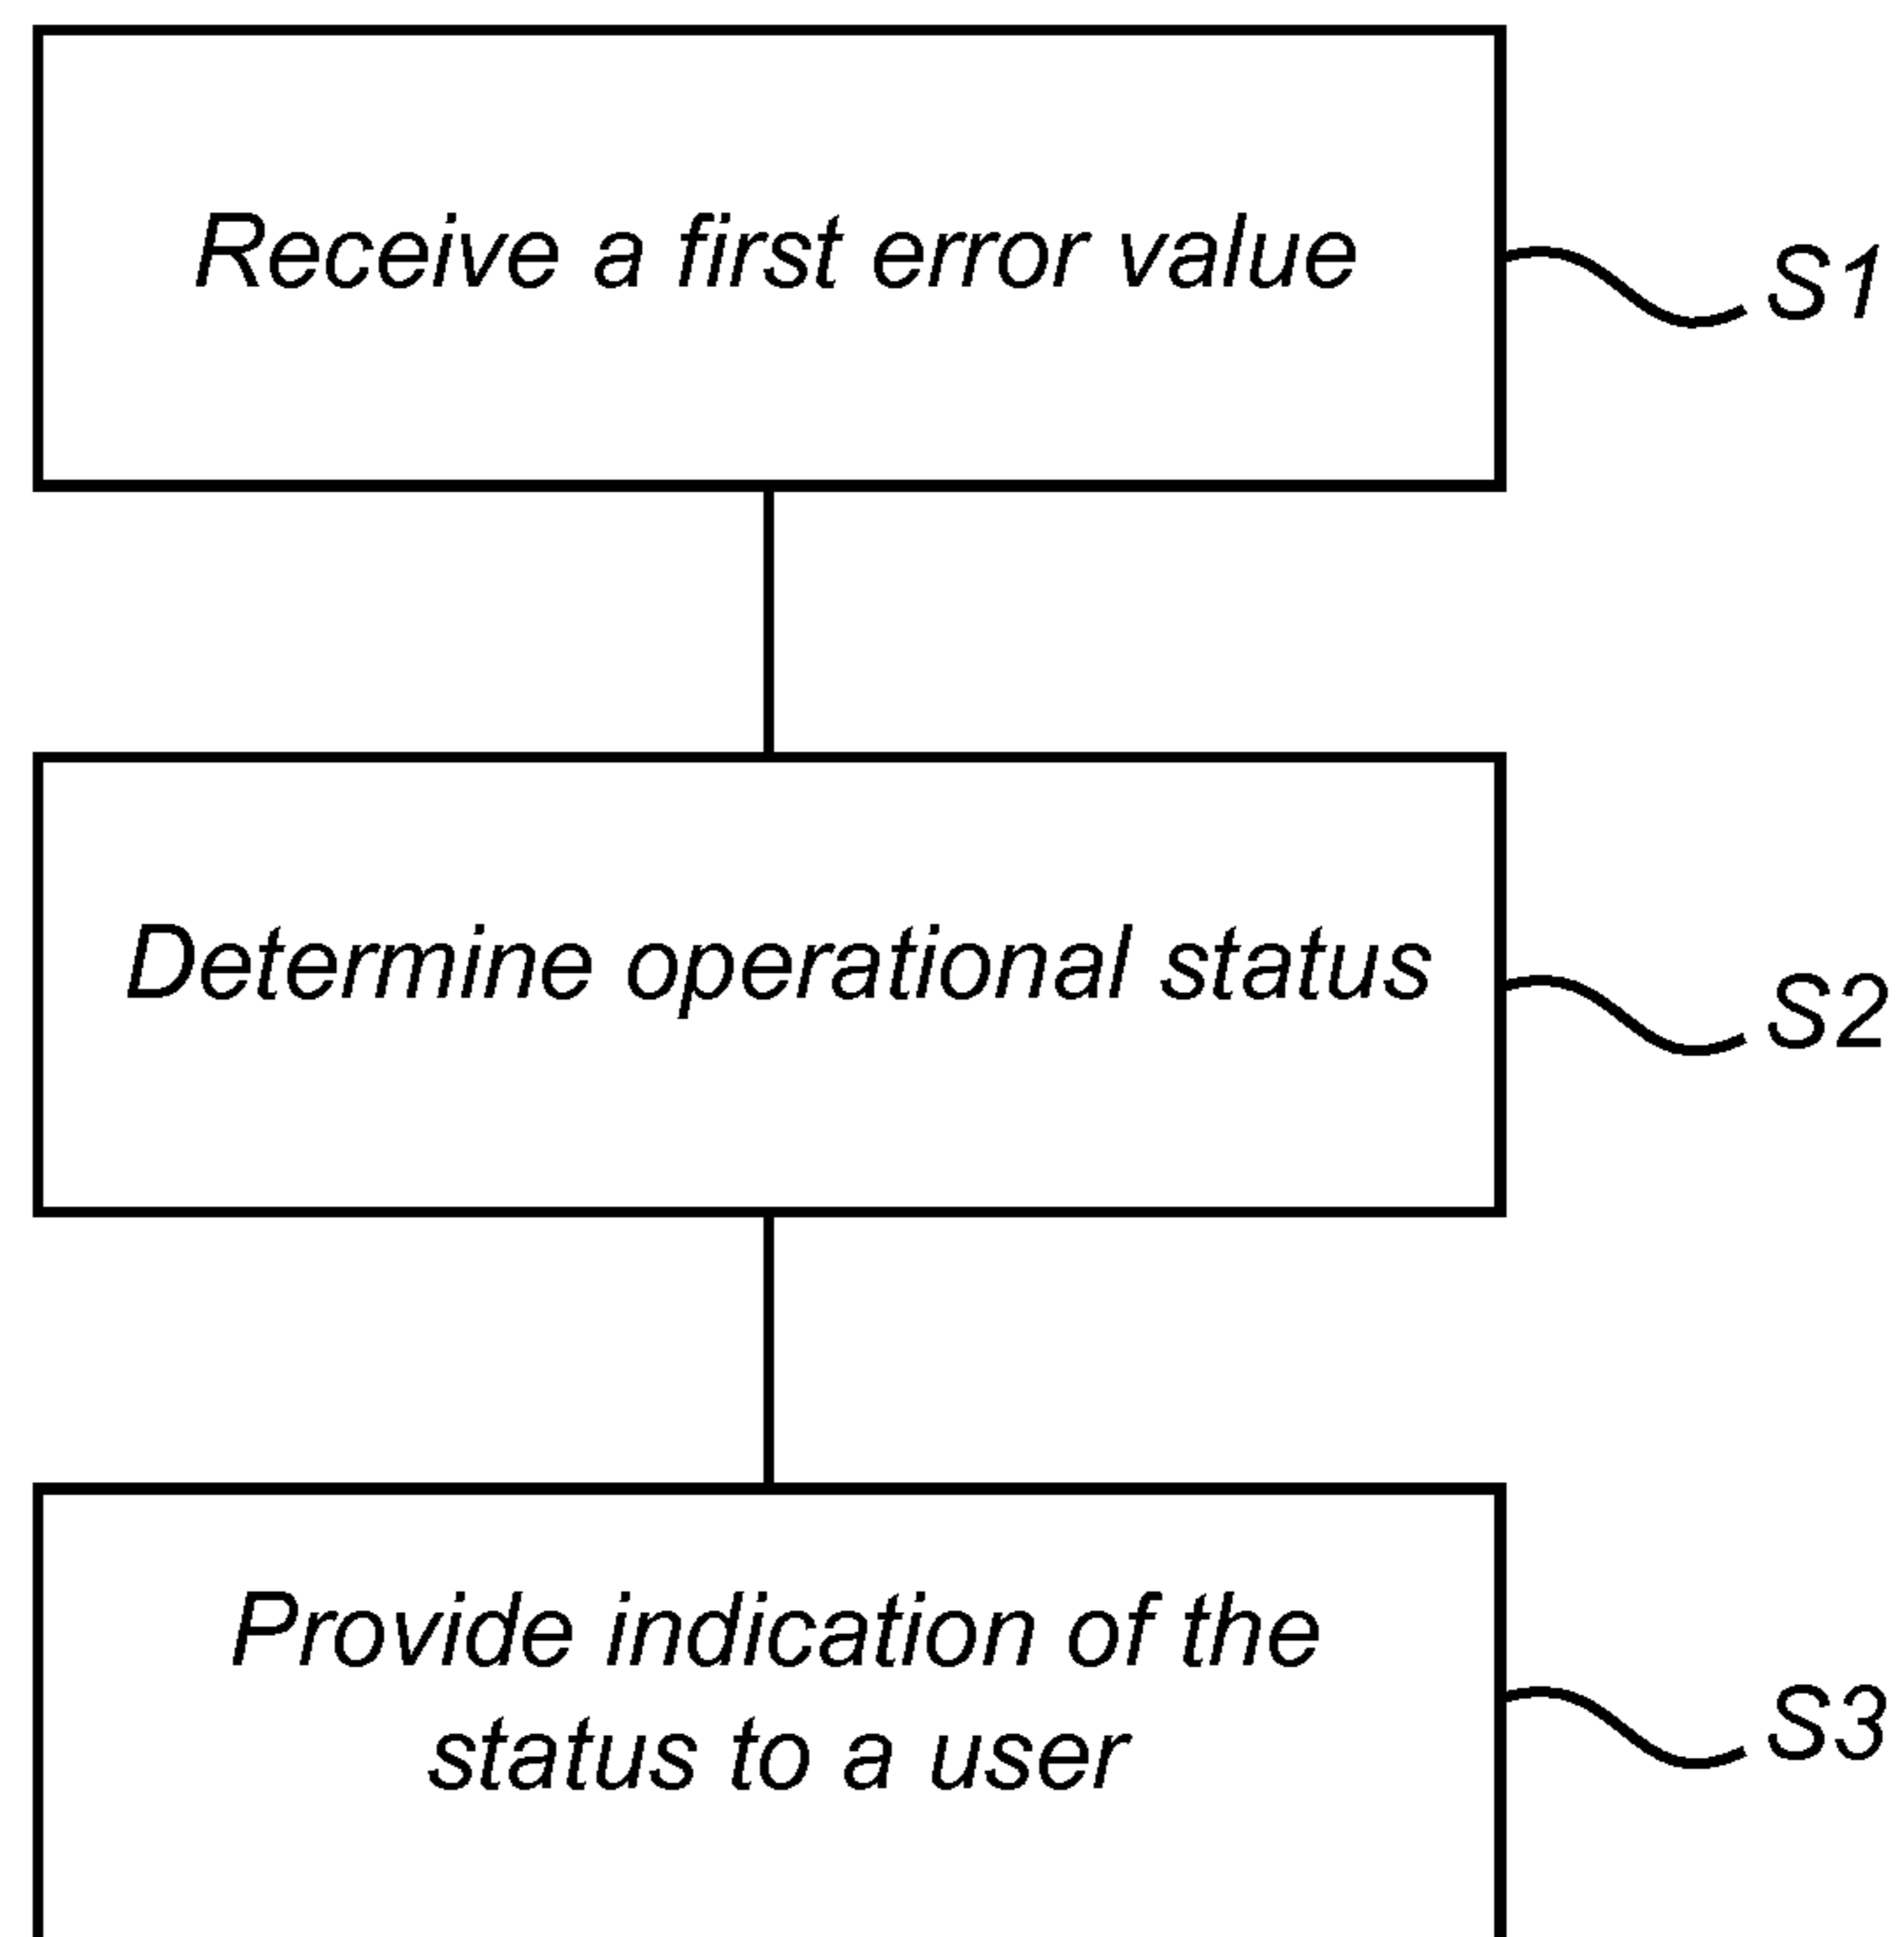 Receive a first error value
S1
Determine operational status
S2
Provide indication of the
status to a user
S3